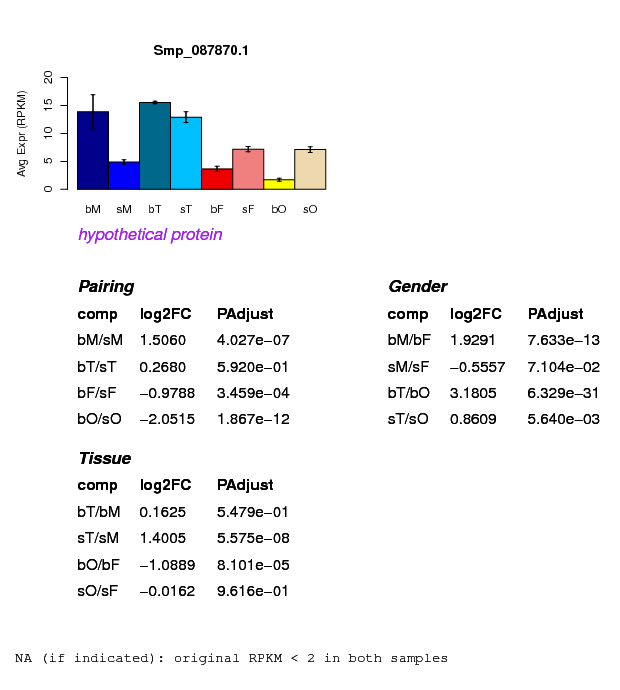 Smp_087870.1
Avg Expr (RPKM)
20
15
10
5
0
bM sM bT sT bF sF bO sO
hypothetical protein
Pairing
comp log2FC PAdjust
bM/sM 1.5060 4.027e−07
bT/sT 0.2680 5.920e−01
bF/sF −0.9788 3.459e−04
bO/sO −2.0515 1.867e−12
Gender
comp log2FC PAdjust
bM/bF 1.9291 7.633e−13
sM/sF −0.5557 7.104e−02
bT/bO 3.1805 6.329e−31
sT/sO 0.8609 5.640e−03
Tissue
comp log2FC PAdjust
bT/bM 0.1625 5.479e−01
sT/sM 1.4005 5.575e−08
bO/bF −1.0889 8.101e−05
sO/sF −0.0162 9.616e−01
NA (if indicated): original RPKM < 2 in both samples